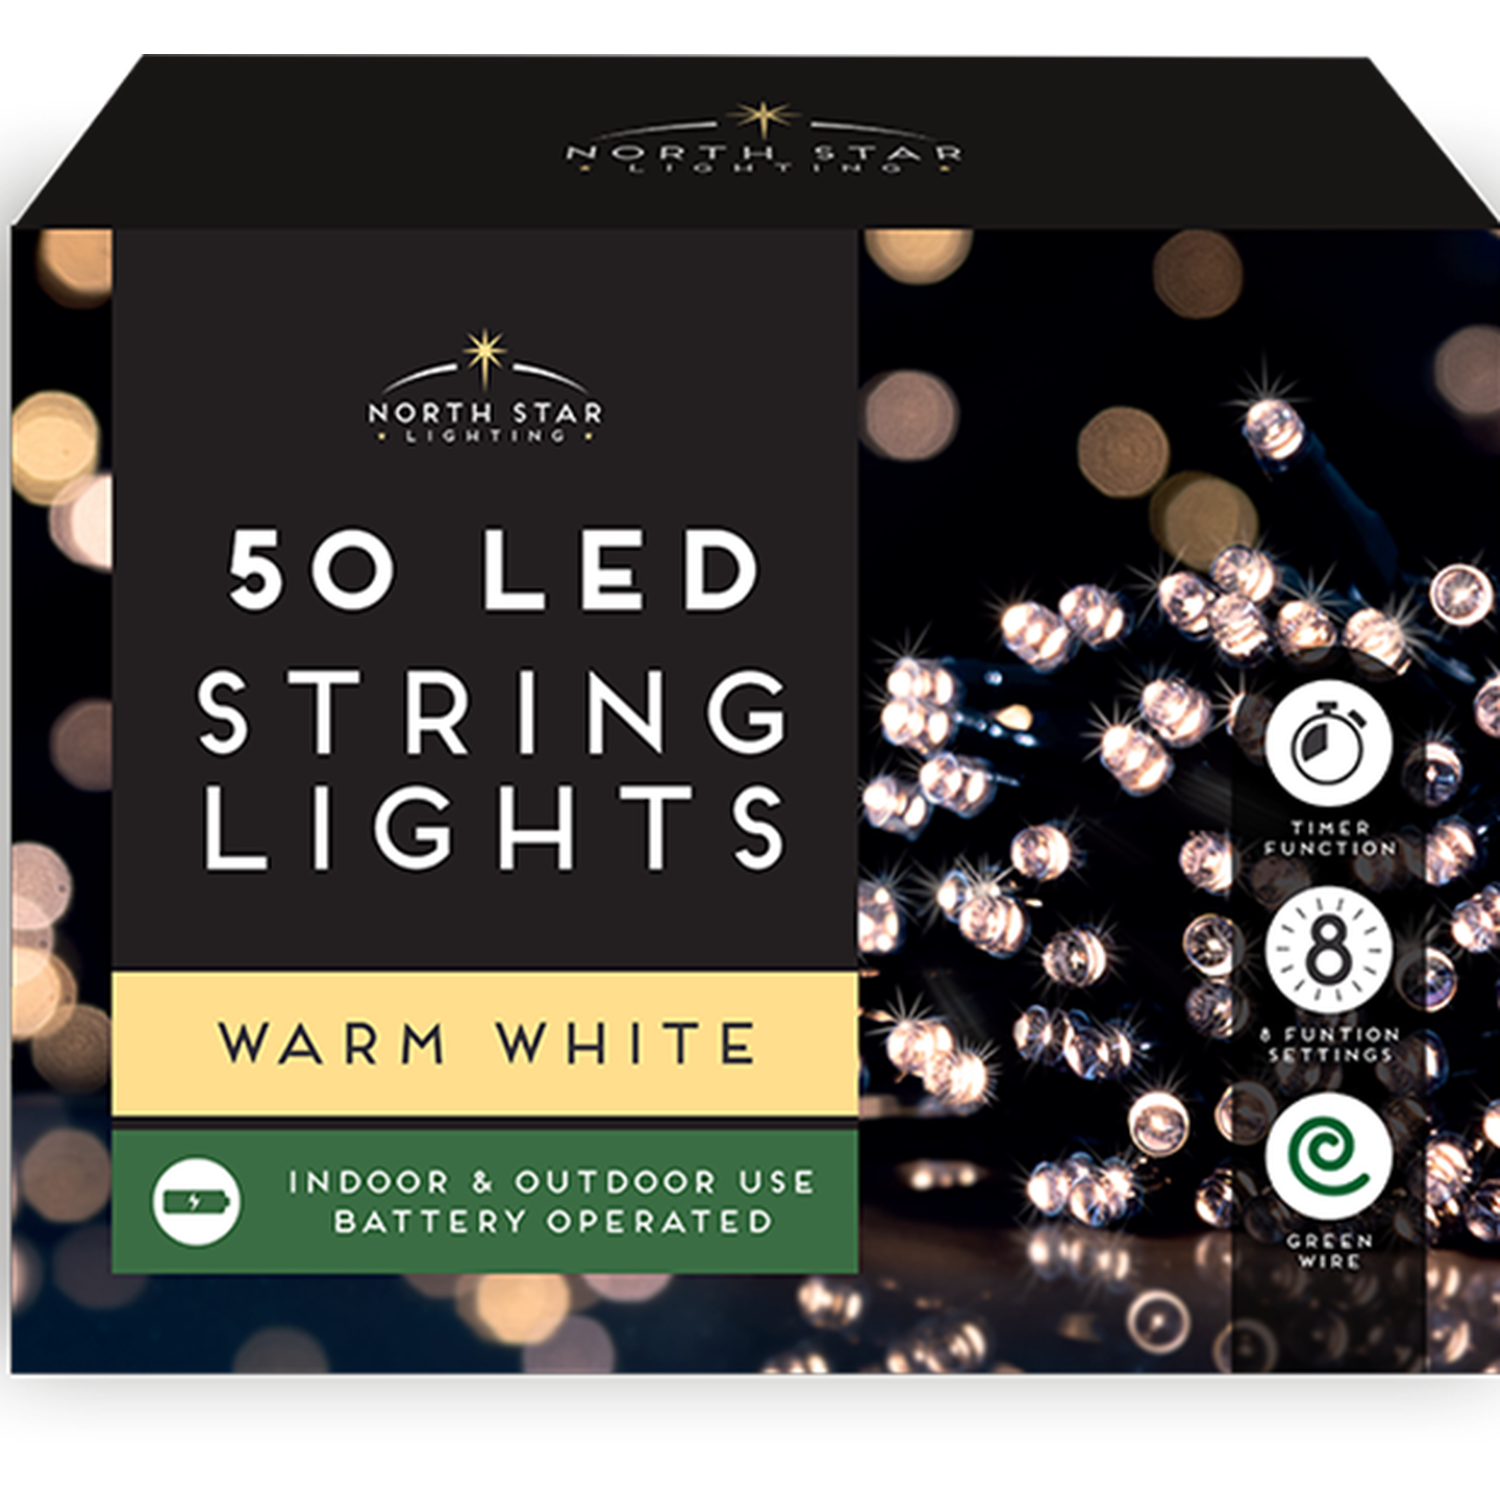 NORTH STAR
LIGHTING
NORTH STAR
LIGHTING
50 LED
STRING
LIGHTS
WARM WHITE
INDOOR & OUTDOOR USE
BATTERY OPERATED
TIMER
FUNCTION
8
8 FUNTION
SETTINGS
GREEN
WIRE